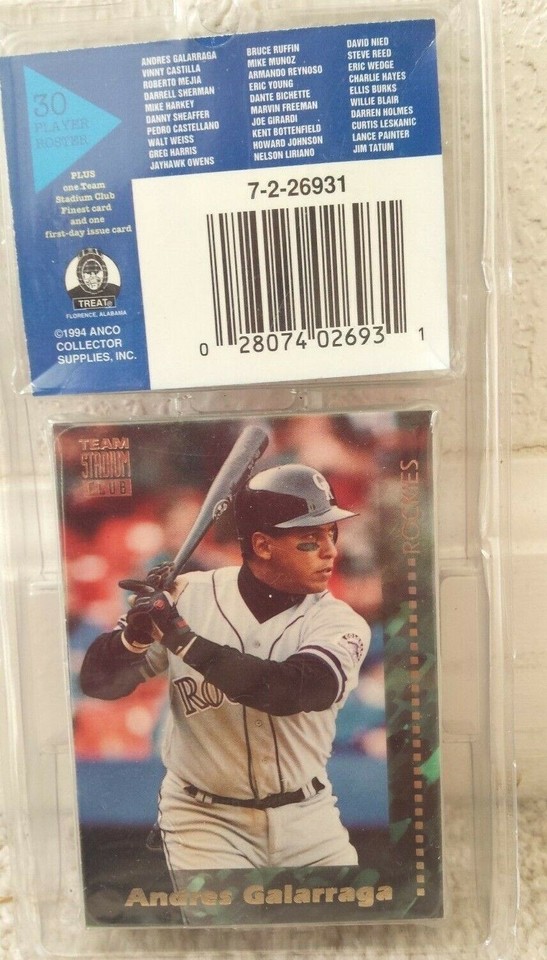 30
PLAYER
ROSTER
PLUS
one Team
Stadium Club
Finest card
and one
first-day issue card
TREAT
FLORENCE, ALABAMA
©1994 ANCO
COLLECTOR
SUPPLIES, INC.
ANDRES GALARRAGA
VINNY CASTILLA
ROBERTO MEJIA
DARRELL SHERMAN
MIKE HARKEY
DANNY SHEAFFER
PEDRO CASTELLANO
WALT WEISS
GREG HARRIS
JAYHAWK OWENS
BRUCE RUFFIN
MIKE MUNOZ
ARMANDO REYNOSO
ERIC YOUNG
DANTE BICHETTE
MARVIN FREEMAN
JOE GIRARDI
KENT BOTTENFIELD
HOWARD JOHNSON
NELSON LIRIANO
DAVID NIED
STEVE REED
ERIC WEDGE
CHARLIE HAYES
ELLIS BURKS
WILLIE BLAIR
DARREN HOLMES
CURTIS LESKANIC
LANCE PAINTER
JIM TATUM
7-2-26931
0 28074 02693 1
TEAM
STADIUM
CLUB
ROCKIES
CR
Ro
Andres Galarraga